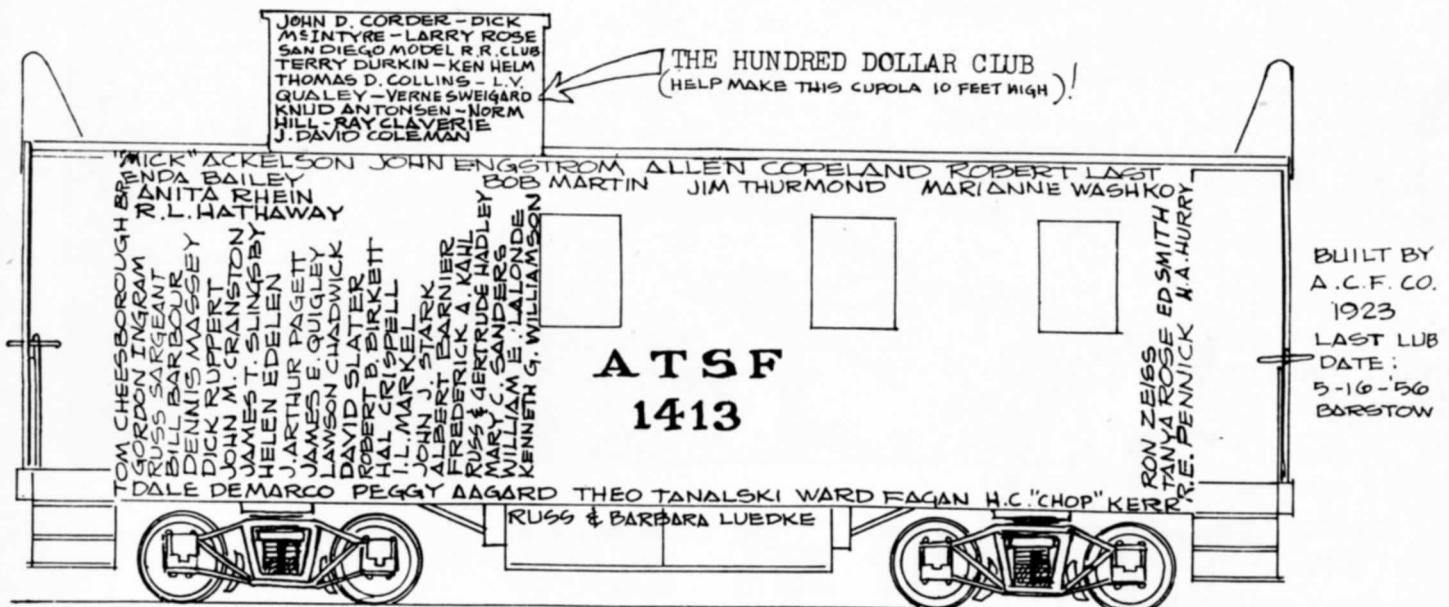 JOHN D. CORDER - DICK
McINTYRE - LARRY ROSE
SAN DIEGO MODEL R.R. CLUB
TERRY DURKIN - KEN HELM
THOMAS D. COLLINS - L.V.
QUALEY - VERNE SWEIGARD
KNUD ANTONSEN - NORM
HILL - RAY CLAVERIE
J. DAVID COLEMAN
THE HUNDRED DOLLAR CLUB
(HELP MAKE THIS CUPOLA 10 FEET HIGH)!
"MICK" ACKELSON JOHN ENGSTROM ALLEN COPELAND ROBERT LAST
ENDA BAILEY
BOB MARTIN JIM THURMOND MARIANNE WASHKO
ANITA RHEIN
R.L. HATHAWAY
TOM CHEESBOROUGH BP.
GORDON INGRAM
RUSS SARGEANT
BILL BARBOUR
DENNIS MASSEY
DICK RUPPERT
JOHN M. CRANSTON
JAMES T. SLINGSBY
HELEN EDELEN
J. ARTHUR PAGETT
JAMES E. QUIGLEY
LAWSON CHADWICK
DAVID SLATER
ROBERT B. BIRKETT
HAL CRISPELL
I.L. MARKEL
JOHN J. STARK
ALBERT BARNIER
FREDERICK A. KAHL
RUSS & GERTRUDE HADLEY
MARY C. SANDERS
WILLIAM E. LALONDE
KENNETH G. WILLIAMSON
ATSF
1413
RON ZEISS
TANYA ROSE ED SMITH
R.E. PENNICK H.A. HURRY
DALE DEMARCO PEGGY AAGARD THEO TANALSKI WARD FAGAN H.C. "CHOP" KERR
RUSS & BARBARA LUEDKE
BUILT BY
A.C.F. CO.
1923
LAST LUB
DATE:
5-16-'56
BARSTOW